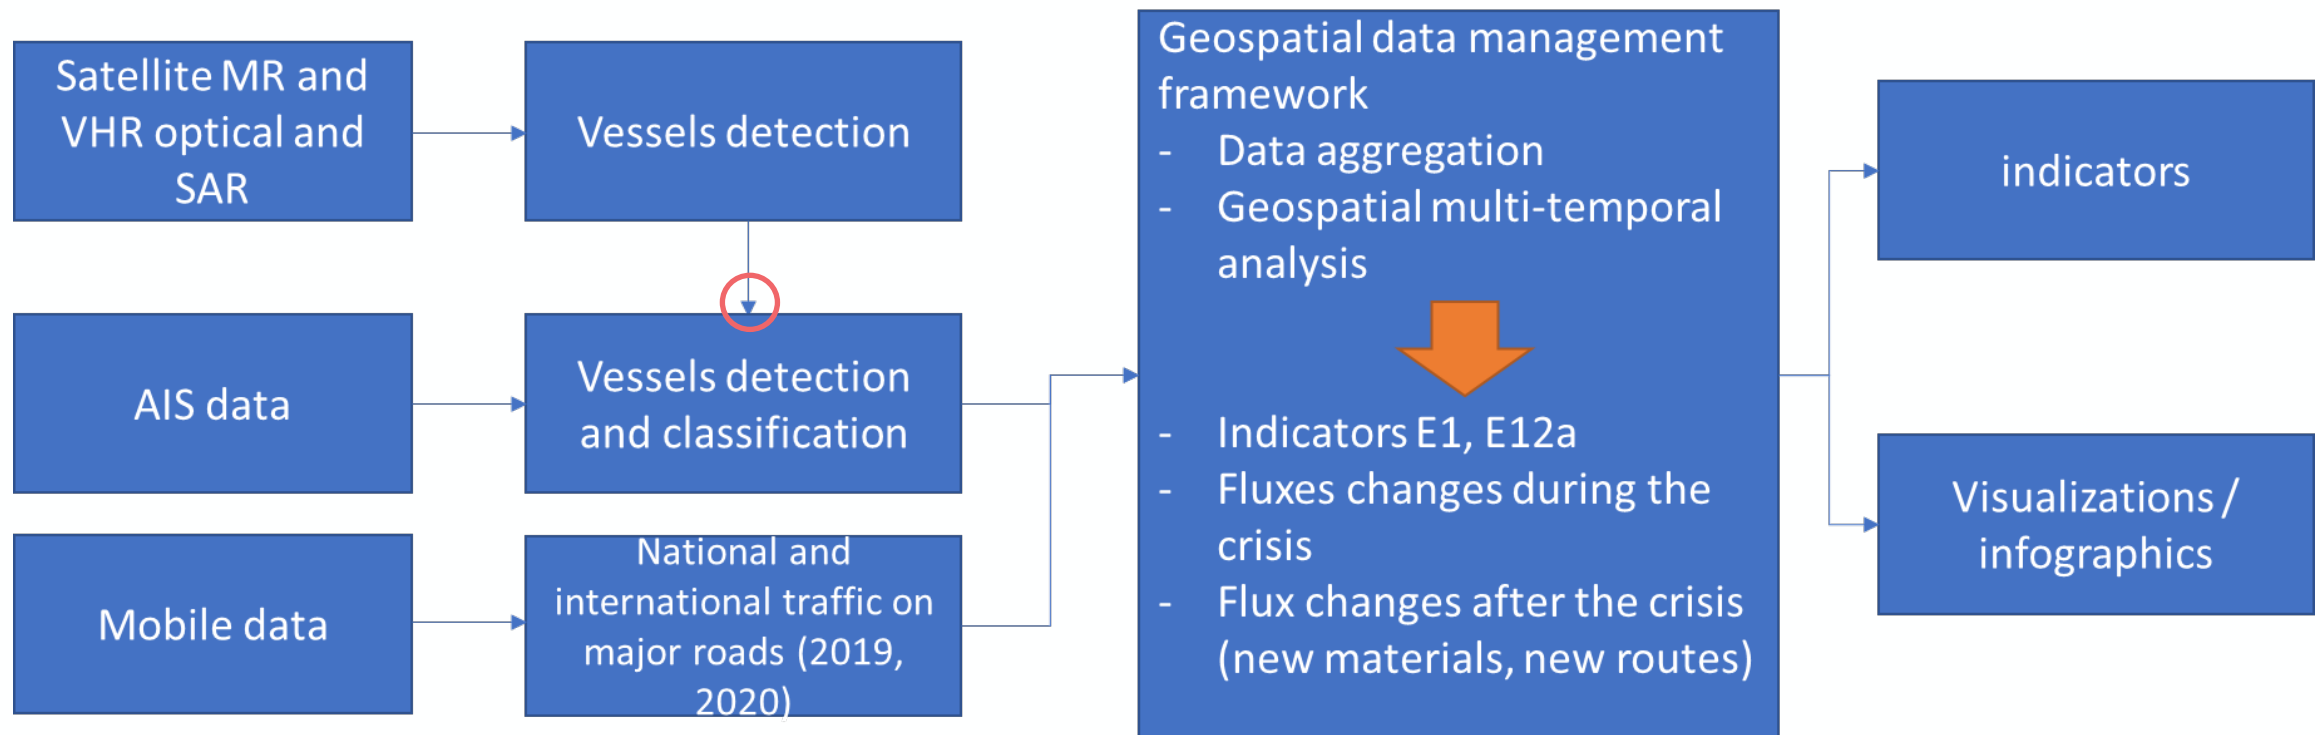 Satellite MR and
VHR optical and
SAR
Vessels detection
AIS data
Vessels detection
and classification
Mobile data
National and
international traffic on
major roads (2019,
2020)
Geospatial data management
framework
- Data aggregation
- Geospatial multi-temporal
analysis
- Indicators E1, E12a
- Fluxes changes during the
crisis
- Flux changes after the crisis
(new materials, new routes)
indicators
Visualizations /
infographics